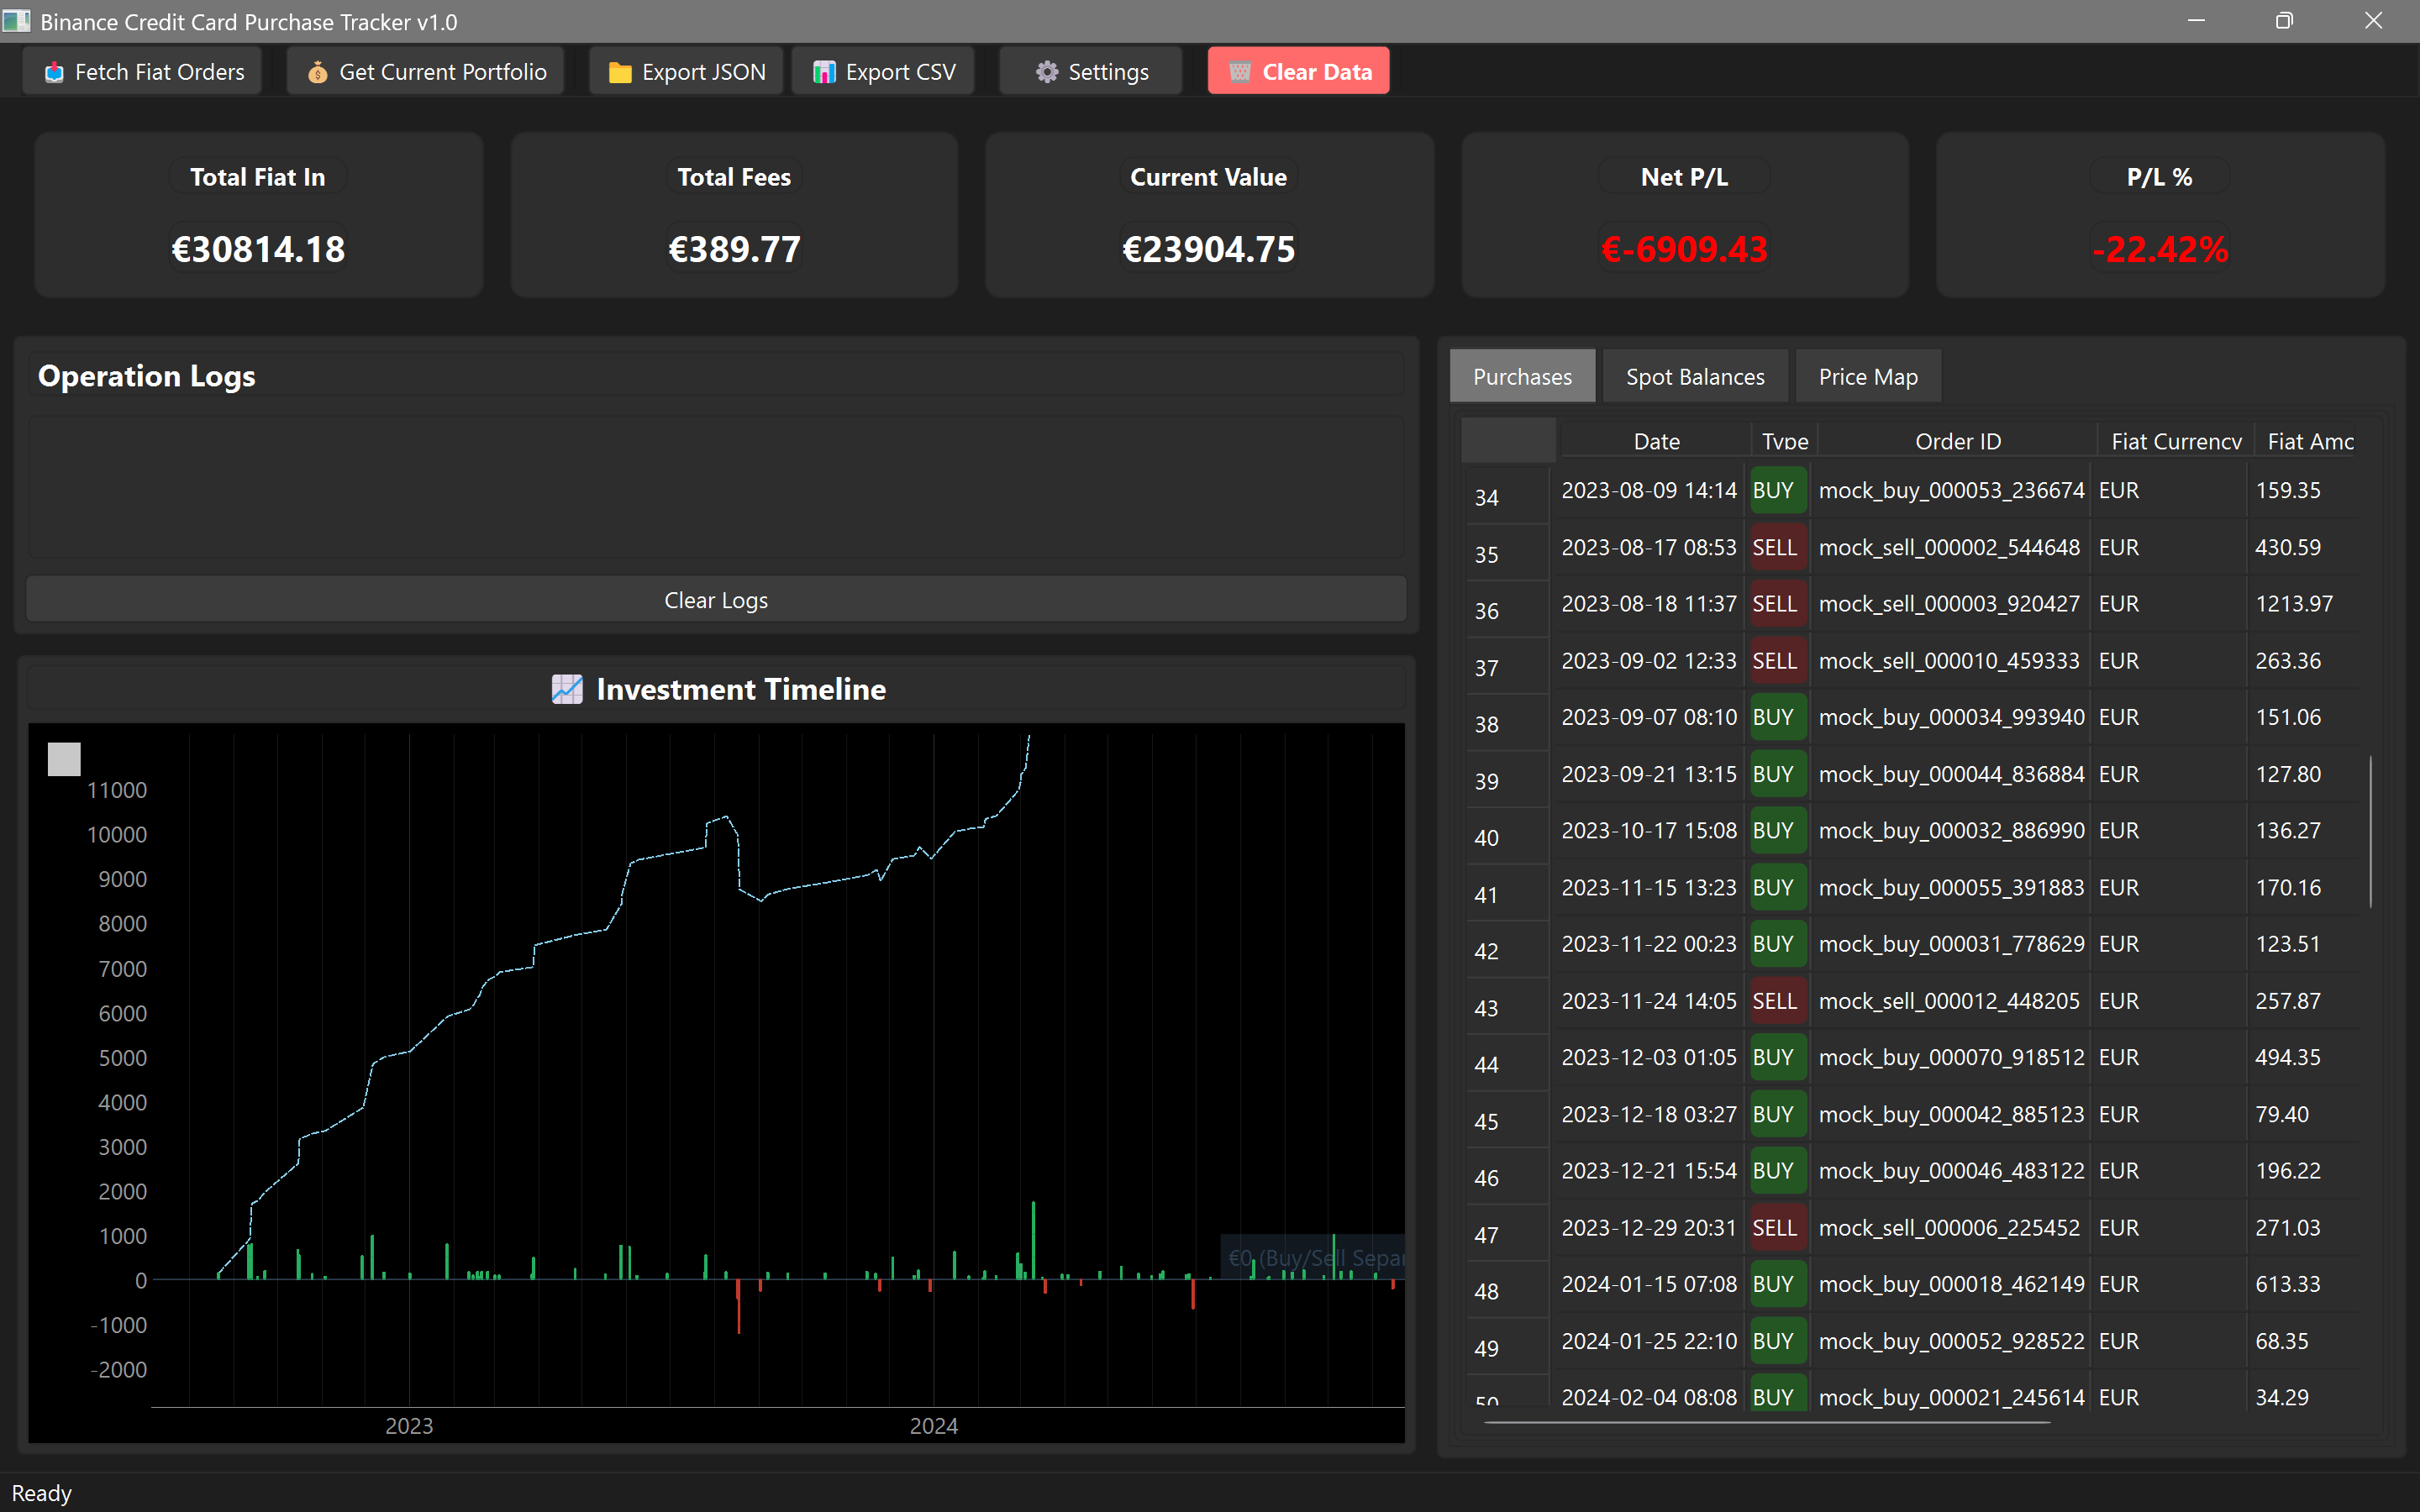 Binance Credit Card Purchase Tracker v1.0
Fetch Fiat Orders Get Current Portfolio Export JSON Export CSV Settings Clear Data
Total Fiat In Total Fees Current Value Net P/L P/L %
€30814.18 €389.77 €23904.75 €-6909.43 -22.42%
Operation Logs
Clear Logs
Investment Timeline
11000
10000
9000
8000
7000
6000
5000
4000
3000
2000
1000
0
-1000
-2000
€0 (Buy/Sell Separ
2023 2024
Purchases Spot Balances Price Map
Date Type Order ID Fiat Currency Fiat Amo
34 2023-08-09 14:14 BUY mock_buy_000053_236674 EUR 159.35
35 2023-08-17 08:53 SELL mock_sell_000002_544648 EUR 430.59
36 2023-08-18 11:37 SELL mock_sell_000003_920427 EUR 1213.97
37 2023-09-02 12:33 SELL mock_sell_000010_459333 EUR 263.36
38 2023-09-07 08:10 BUY mock_buy_000034_993940 EUR 151.06
39 2023-09-21 13:15 BUY mock_buy_000044_836884 EUR 127.80
40 2023-10-17 15:08 BUY mock_buy_000032_886990 EUR 136.27
41 2023-11-15 13:23 BUY mock_buy_000055_391883 EUR 170.16
42 2023-11-22 00:23 BUY mock_buy_000031_778629 EUR 123.51
43 2023-11-24 14:05 SELL mock_sell_000012_448205 EUR 257.87
44 2023-12-03 01:05 BUY mock_buy_000070_918512 EUR 494.35
45 2023-12-18 03:27 BUY mock_buy_000042_885123 EUR 79.40
46 2023-12-21 15:54 BUY mock_buy_000046_483122 EUR 196.22
47 2023-12-29 20:31 SELL mock_sell_000006_225452 EUR 271.03
48 2024-01-15 07:08 BUY mock_buy_000018_462149 EUR 613.33
49 2024-01-25 22:10 BUY mock_buy_000052_928522 EUR 68.35
50 2024-02-04 08:08 BUY mock_buy_000021_245614 EUR 34.29
Ready